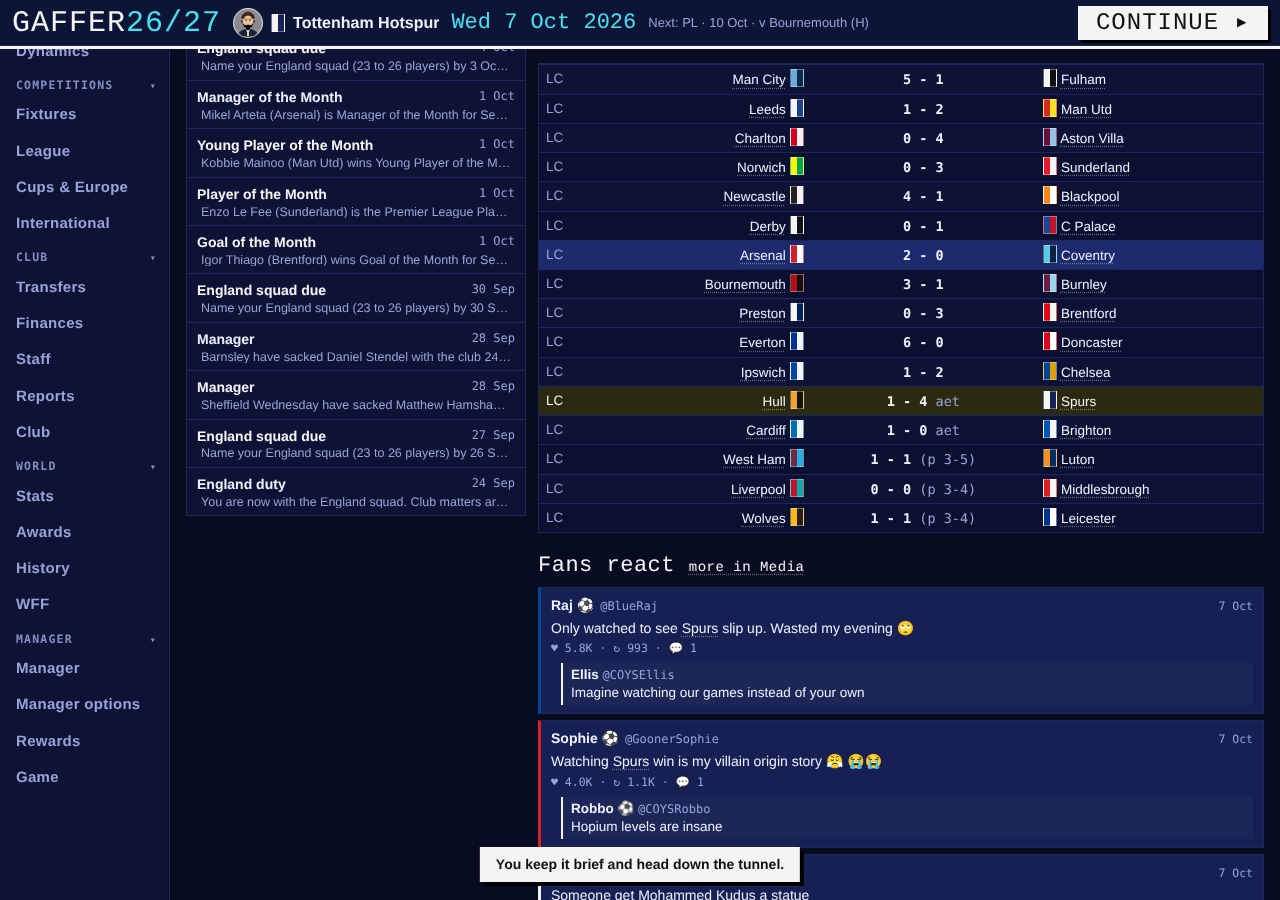 GAFFER26/27
Tottenham Hotspur
Wed 7 Oct 2026
Next: PL · 10 Oct · v Bournemouth (H)
CONTINUE ►
Dynamics
COMPETITIONS ▾
Fixtures
League
Cups & Europe
International
CLUB ▾
Transfers
Finances
Staff
Reports
Club
WORLD ▾
Stats
Awards
History
WFF
MANAGER ▾
Manager
Manager options
Rewards
Game
England squad due
Name your England squad (23 to 26 players) by 3 Oc…
Manager of the Month 1 Oct
Mikel Arteta (Arsenal) is Manager of the Month for Se…
Young Player of the Month 1 Oct
Kobbie Mainoo (Man Utd) wins Young Player of the M…
Player of the Month 1 Oct
Enzo Le Fee (Sunderland) is the Premier League Pla…
Goal of the Month 1 Oct
Igor Thiago (Brentford) wins Goal of the Month for Se…
England squad due 30 Sep
Name your England squad (23 to 26 players) by 30 S…
Manager 28 Sep
Barnsley have sacked Daniel Stendel with the club 24…
Manager 28 Sep
Sheffield Wednesday have sacked Matthew Hamsha…
England squad due 27 Sep
Name your England squad (23 to 26 players) by 26 S…
England duty 24 Sep
You are now with the England squad. Club matters ar…
LC Man City 5 - 1 Fulham
LC Leeds 1 - 2 Man Utd
LC Charlton 0 - 4 Aston Villa
LC Norwich 0 - 3 Sunderland
LC Newcastle 4 - 1 Blackpool
LC Derby 0 - 1 C Palace
LC Arsenal 2 - 0 Coventry
LC Bournemouth 3 - 1 Burnley
LC Preston 0 - 3 Brentford
LC Everton 6 - 0 Doncaster
LC Ipswich 1 - 2 Chelsea
LC Hull 1 - 4 aet Spurs
LC Cardiff 1 - 0 aet Brighton
LC West Ham 1 - 1 (p 3-5) Luton
LC Liverpool 0 - 0 (p 3-4) Middlesbrough
LC Wolves 1 - 1 (p 3-4) Leicester
Fans react more in Media
Raj ⚽ @BlueRaj 7 Oct
Only watched to see Spurs slip up. Wasted my evening 🙄
♥ 5.8K · ↻ 993 · 💬 1
Ellis @COYSEllis
Imagine watching our games instead of your own
Sophie ⚽ @GoonerSophie 7 Oct
Watching Spurs win is my villain origin story 😤 😭😭
♥ 4.0K · ↻ 1.1K · 💬 1
Robbo ⚽ @COYSRobbo
Hopium levels are insane
7 Oct
Someone get Mohammed Kudus a statue
You keep it brief and head down the tunnel.